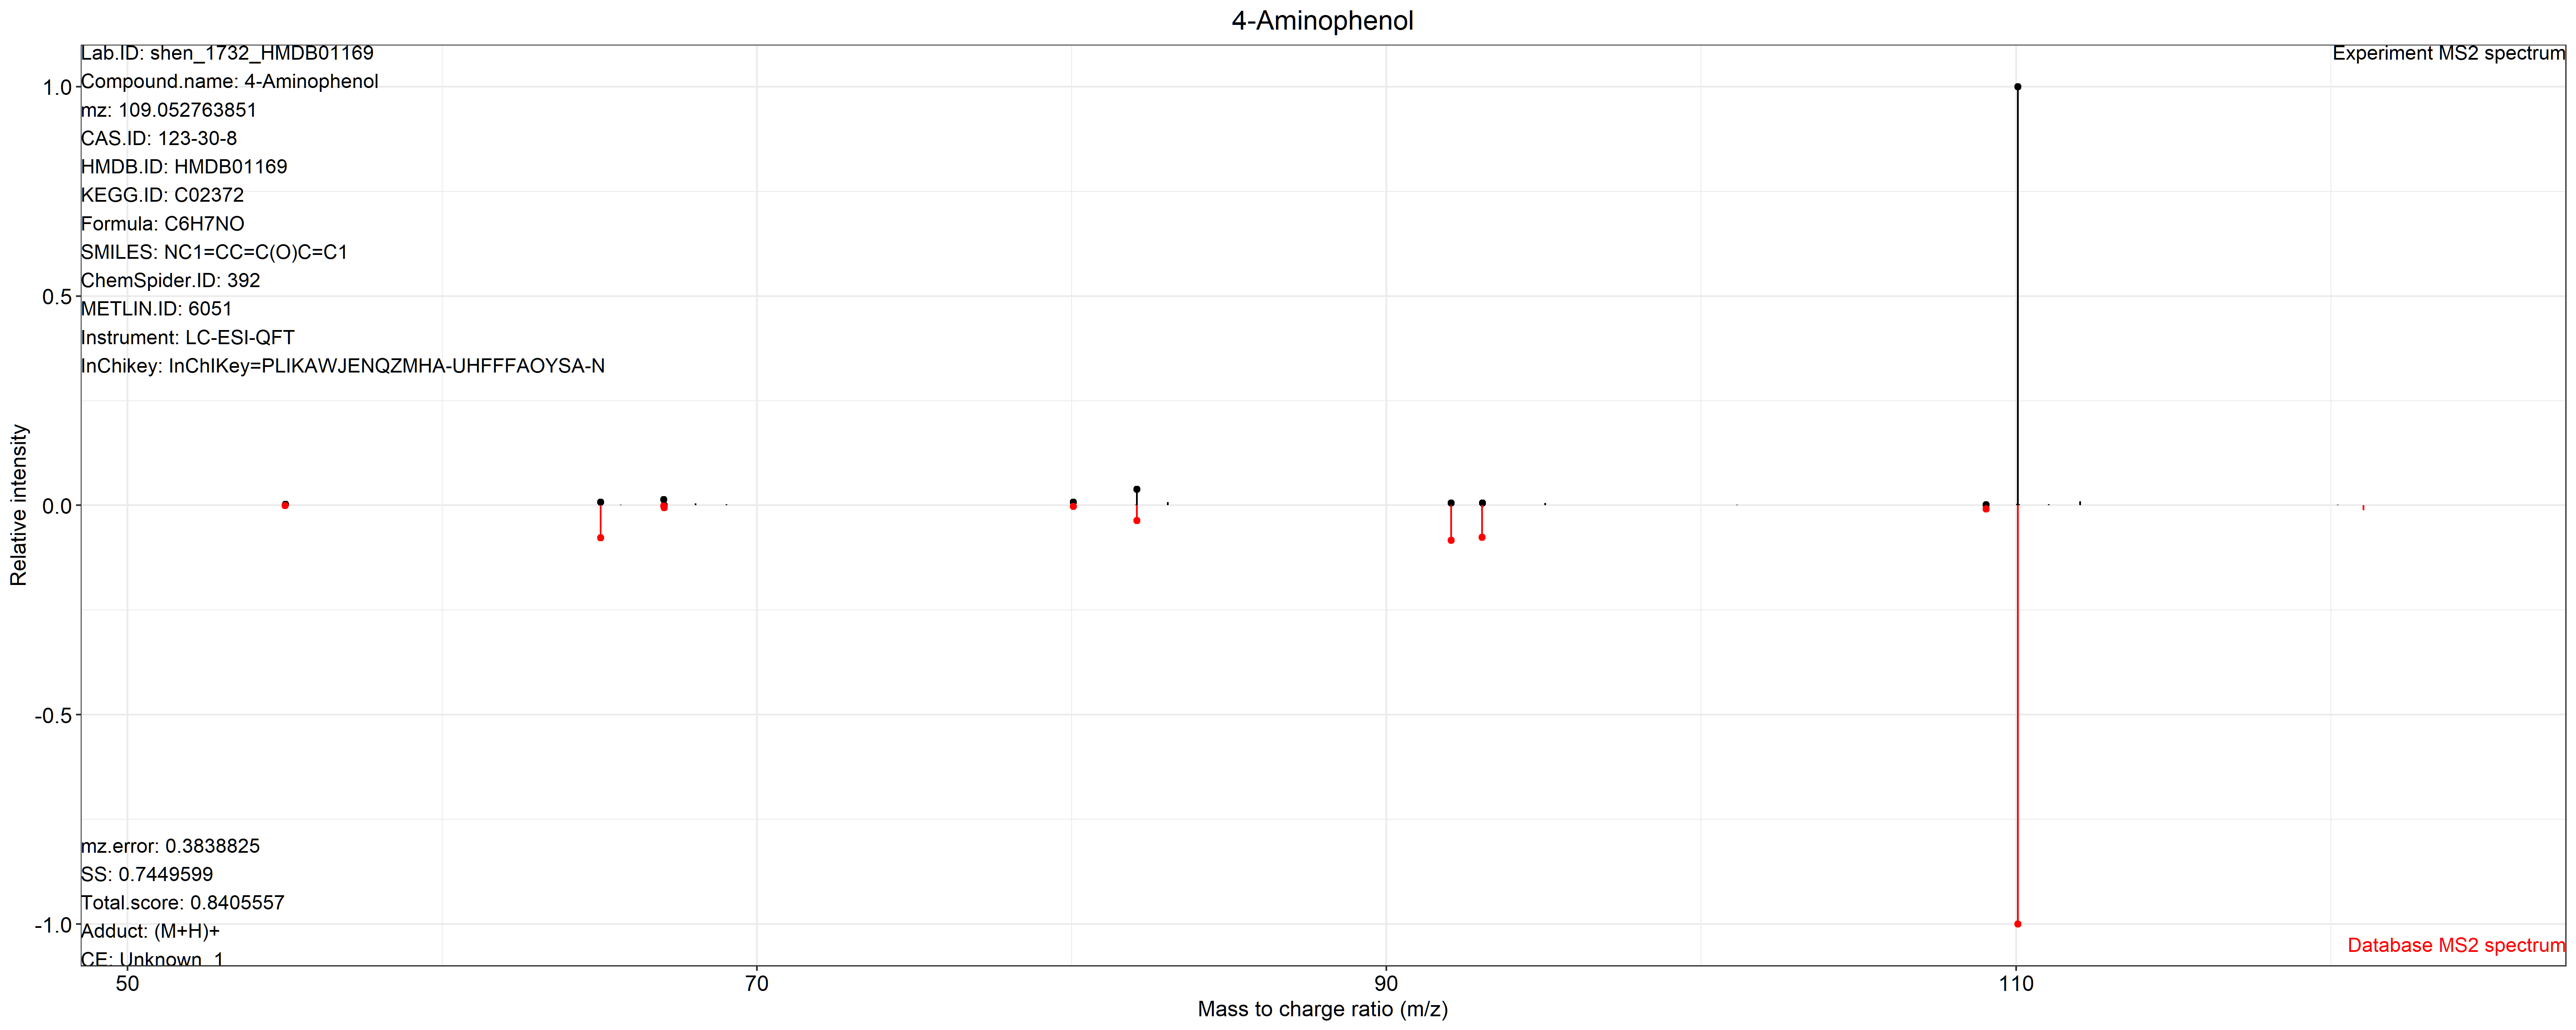 4-Aminophenol
Lab.ID: shen_1732_HMDB01169
Experiment MS2 spectrum
Compound.name: 4-Aminophenol
mz: 109.052763851
CAS.ID: 123-30-8
HMDB.ID: HMDB01169
KEGG.ID: C02372
Formula: C6H7NO
SMILES: NC1=CC=C(O)C=C1
ChemSpider.ID: 392
METLIN.ID: 6051
Instrument: LC-ESI-QFT
InChikey: InChIKey=PLIKAWJENQZMHA-UHFFFAOYSA-N
1.0
0.5
0.0
-0.5
-1.0
Relative intensity
mz.error: 0.3838825
SS: 0.7449599
Total.score: 0.8405557
Adduct: (M+H)+
CE: Unknown_1
Database MS2 spectrum
50
70
90
110
Mass to charge ratio (m/z)